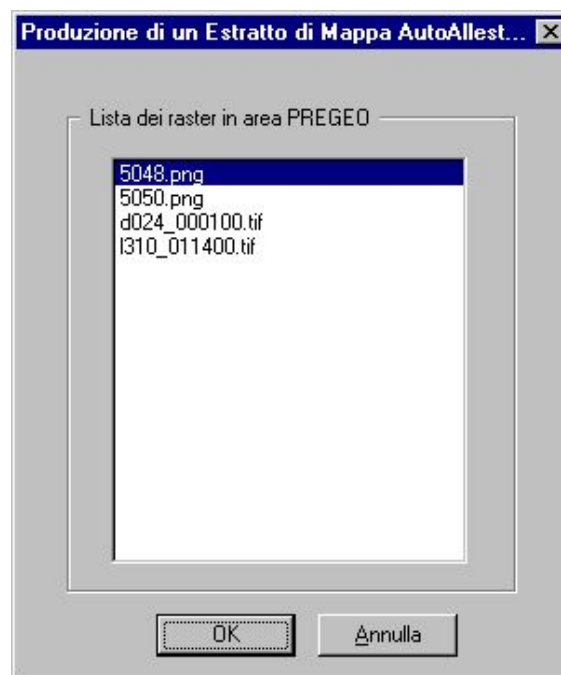 Produzione di un Estratto di Mappa AutoAllest...
Lista dei raster in area PREGEO
5048.png
5050.png
d024_000100.tif
l310_011400.tif
OK
Annulla